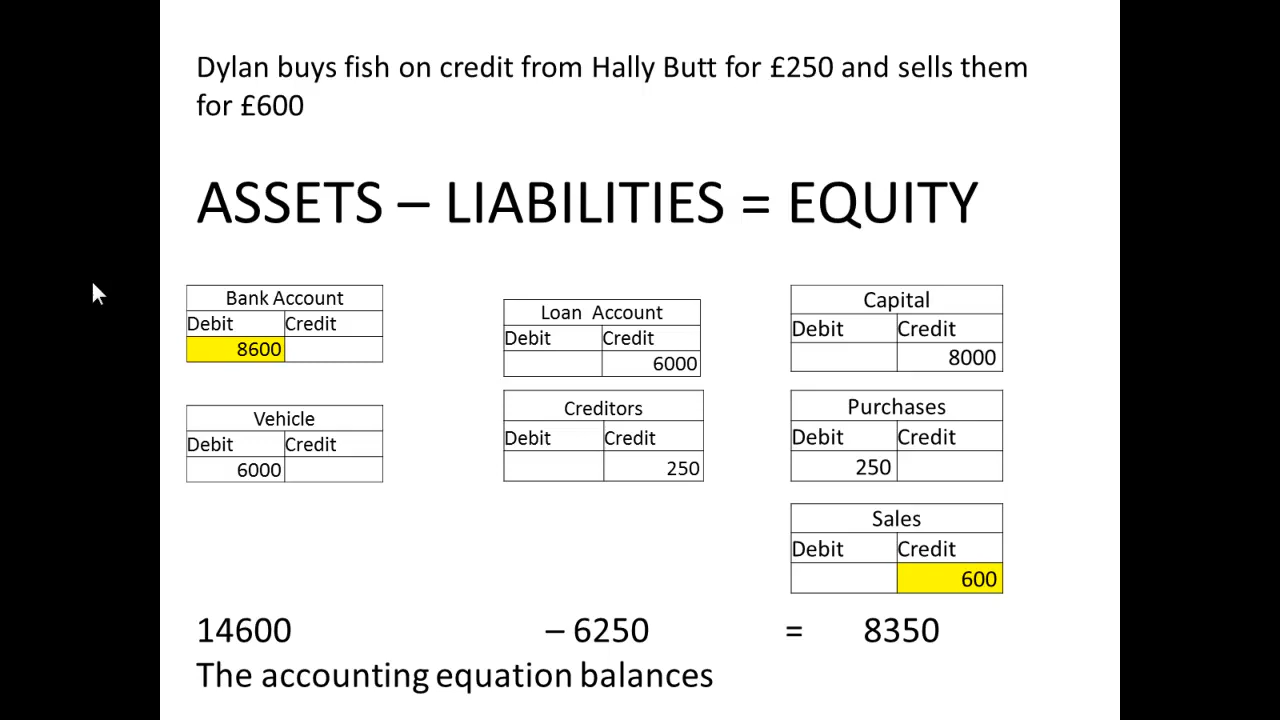 Dylan buys fish on credit from Hally Butt for £250 and sells them
for £600
ASSETS – LIABILITIES = EQUITY
Bank Account
Debit Credit
8600
Vehicle
Debit Credit
6000
Loan Account
Debit Credit
6000
Creditors
Debit Credit
250
Capital
Debit Credit
8000
Purchases
Debit Credit
250
Sales
Debit Credit
600
14600 – 6250 = 8350
The accounting equation balances